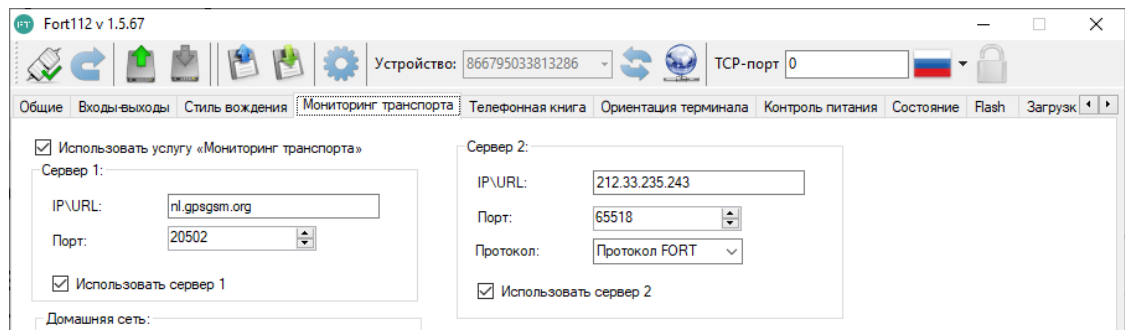 Fort112 v 1.5.67
Устройство: 866795033813286 TCP-порт 0
Общие Входы-выходы Стиль вождения Мониторинг транспорта Телефонная книга Ориентация терминала Контроль питания Состояние Flash Загрузк
Использовать услугу «Мониторинг транспорта»
Сервер 1:
IP\URL: nl.gpsgsm.org
Порт: 20502
Использовать сервер 1
Сервер 2:
IP\URL: 212.33.235.243
Порт: 65518
Протокол: Протокол FORT
Использовать сервер 2
Домашняя сеть: